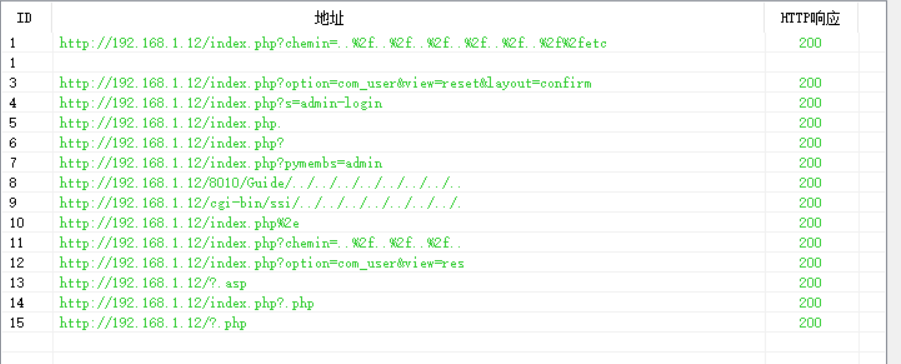 ID 地址 HTTP响应
1 http://192.168.1.12/index.php?chemin=..%2f..%2f..%2f..%2f..%2f..%2f%2fetc 200
1
3 http://192.168.1.12/index.php?option=com_user&view=reset&layout=confirm 200
4 http://192.168.1.12/index.php?s=admin-login 200
5 http://192.168.1.12/index.php. 200
6 http://192.168.1.12/index.php? 200
7 http://192.168.1.12/index.php?pymembs=admin 200
8 http://192.168.1.12/8010/Guide/../../../../../../../.. 200
9 http://192.168.1.12/cgi-bin/ssi/../../../../../../../. 200
10 http://192.168.1.12/index.php%2e 200
11 http://192.168.1.12/index.php?chemin=..%2f..%2f..%2f.. 200
12 http://192.168.1.12/index.php?option=com_user&view=res 200
13 http://192.168.1.12/?.asp 200
14 http://192.168.1.12/index.php?.php 200
15 http://192.168.1.12/?.php 200